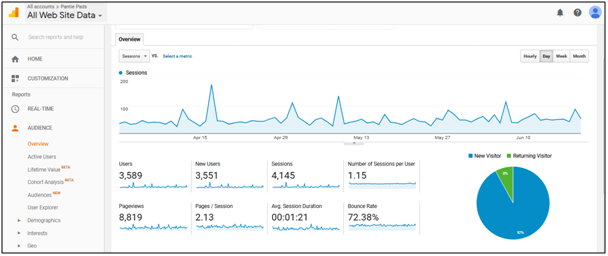 All accounts > Pernie Pads
All Web Site Data
Search reports and help
HOME
CUSTOMIZATION
Reports
REAL-TIME
AUDIENCE
Overview
Active Users
Lifetime Value BETA
Cohort Analysis BETA
Audiences NEW
User Explorer
Demographics
Interests
Geo
Overview
Sessions VS. Select a metric
Hourly Day Week Month
Sessions
200
100
Apr 15 Apr 29 May 13 May 27 Jun 10
New Visitor Returning Visitor
Users New Users Sessions Number of Sessions per User
3,589 3,551 4,145 1.15
Pageviews Pages / Session Avg. Session Duration Bounce Rate
8,819 2.13 00:01:21 72.38%